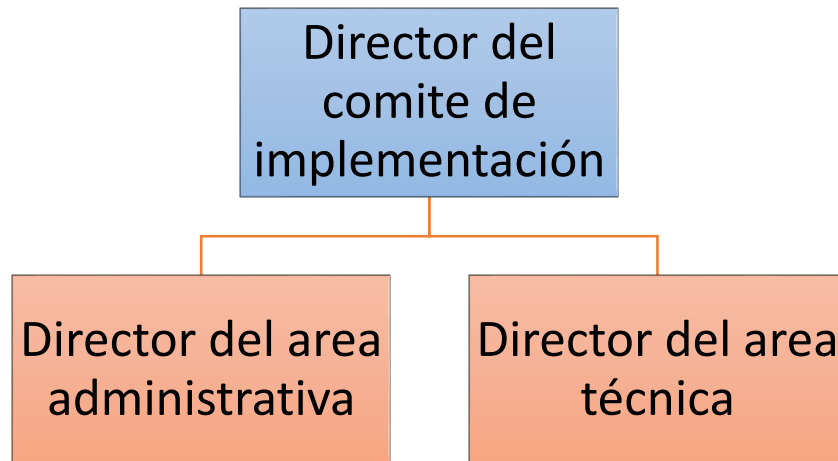 Director del
comite de
implementación
Director del area
administrativa
Director del area
técnica